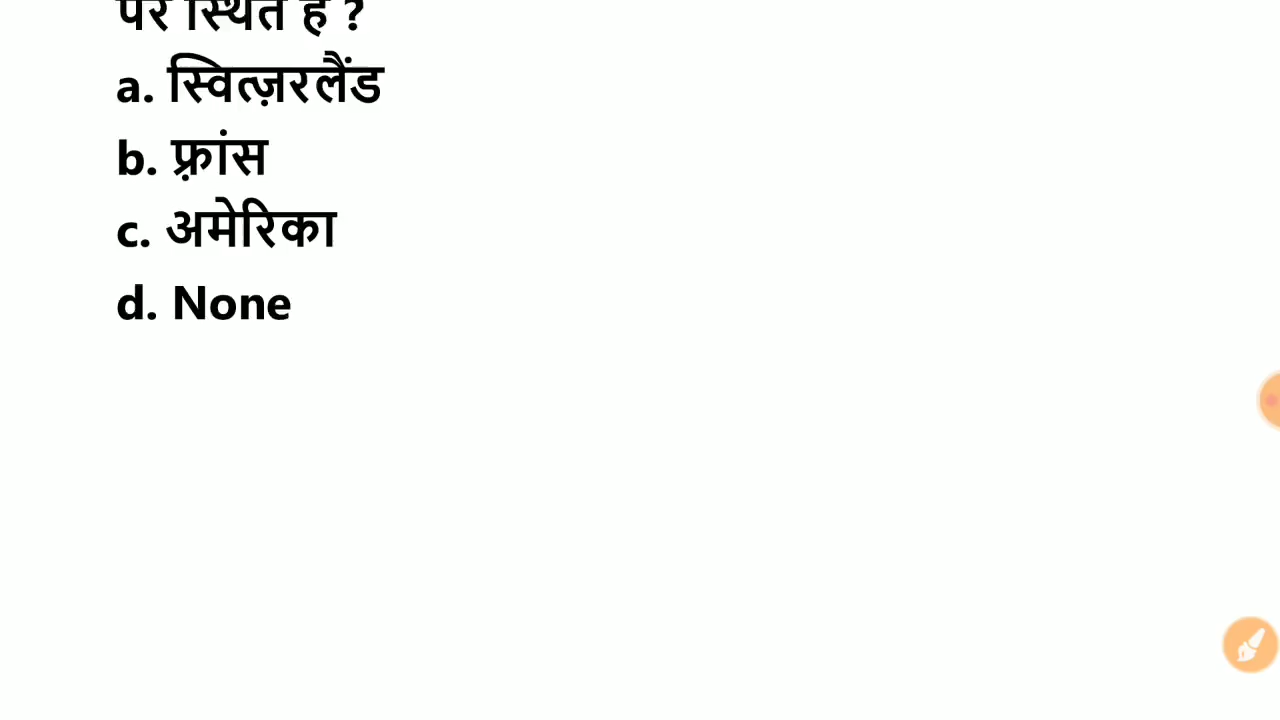 पर स्थित है ?
a. स्वित्ज़रलैंड
b. फ़्रांस
c. अमेरिका
d. None